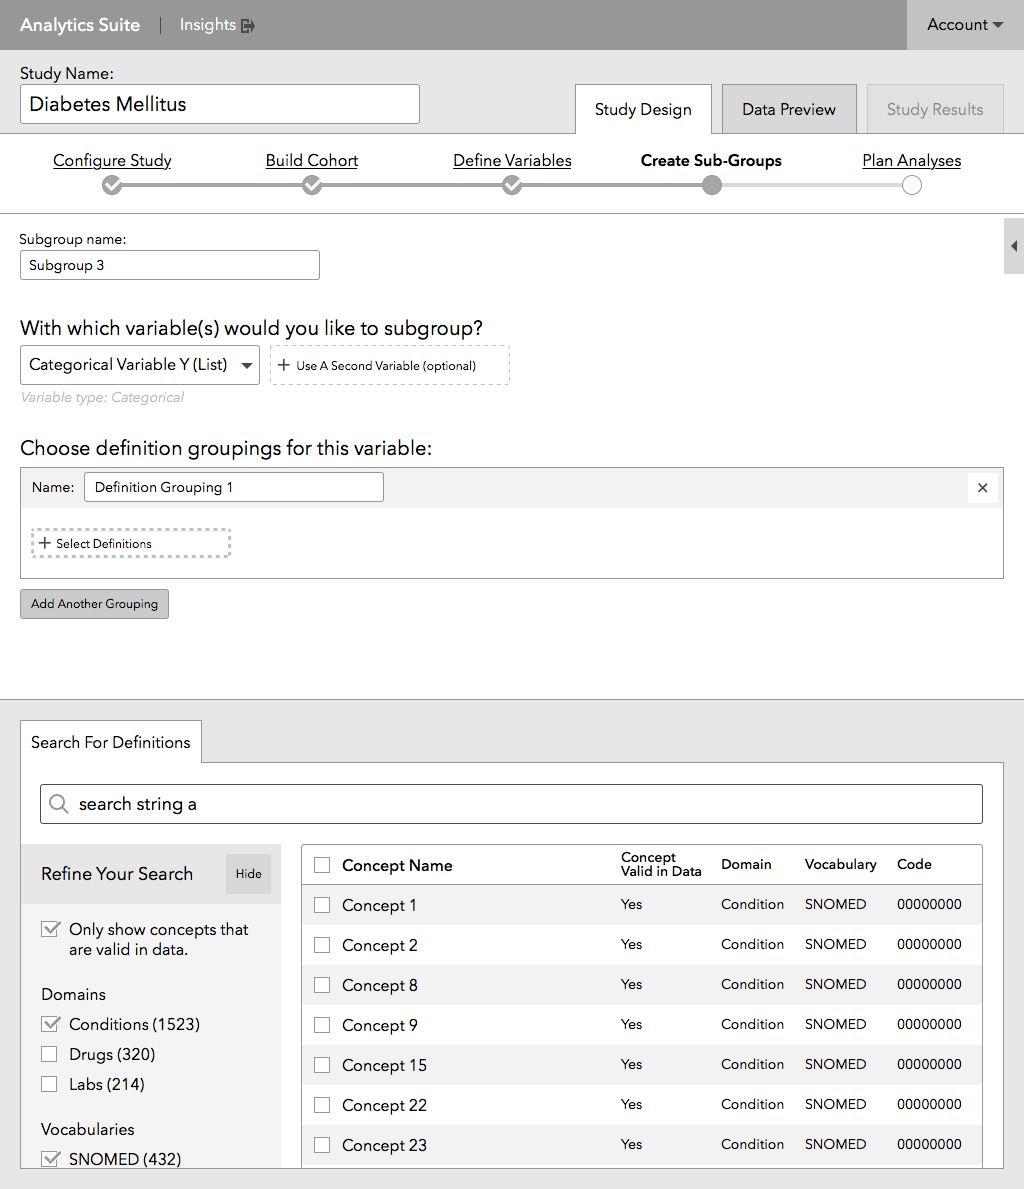 Analytics Suite | Insights Account
Study Name:
Diabetes Mellitus
Study Design Data Preview Study Results
Configure Study Build Cohort Define Variables Create Sub-Groups Plan Analyses
Subgroup name:
Subgroup 3
With which variable(s) would you like to subgroup?
Categorical Variable Y (List) + Use A Second Variable (optional)
Variable type: Categorical
Choose definition groupings for this variable:
Name: Definition Grouping 1 ×
+ Select Definitions
Add Another Grouping
Search For Definitions
search string a
Refine Your Search Hide
Only show concepts that
are valid in data.
Domains
Conditions (1523)
Drugs (320)
Labs (214)
Vocabularies
SNOMED (432)
Concept Name Concept Valid in Data Domain Vocabulary Code
Concept 1 Yes Condition SNOMED 00000000
Concept 2 Yes Condition SNOMED 00000000
Concept 8 Yes Condition SNOMED 00000000
Concept 9 Yes Condition SNOMED 00000000
Concept 15 Yes Condition SNOMED 00000000
Concept 22 Yes Condition SNOMED 00000000
Concept 23 Yes Condition SNOMED 00000000